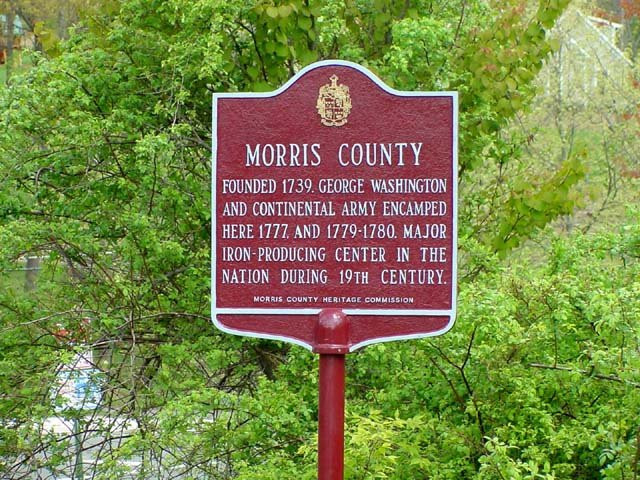 MORRIS COUNTY
FOUNDED 1739. GEORGE WASHINGTON
AND CONTINENTAL ARMY ENCAMPED
HERE 1777, AND 1779-1780. MAJOR
IRON-PRODUCING CENTER IN THE
NATION DURING 19TH CENTURY.
MORRIS COUNTY HERITAGE COMMISSION